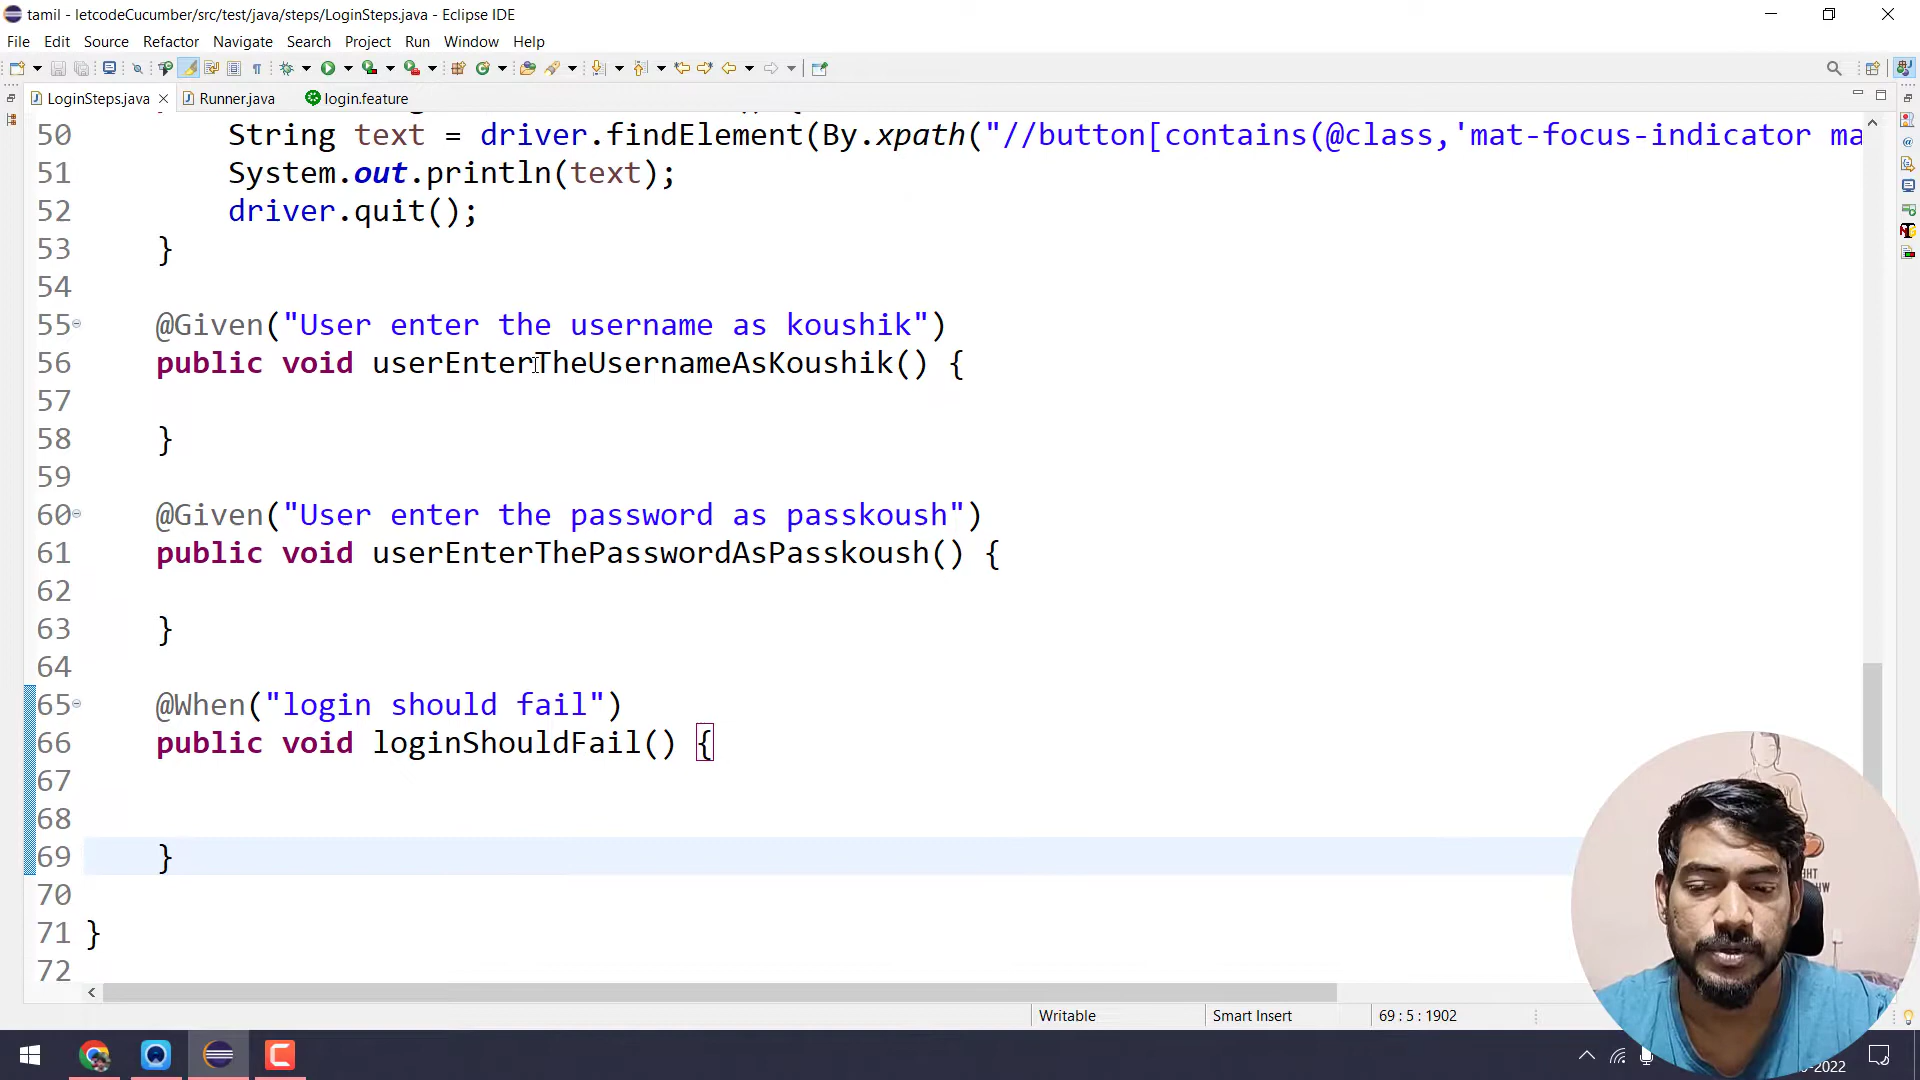 tamil - letcodeCucumber/src/test/java/steps/LoginSteps.java - Eclipse IDE
File Edit Source Refactor Navigate Search Project Run Window Help
LoginSteps.java Runner.java login.feature
50 String text = driver.findElement(By.xpath("//button[contains(@class,'mat-focus-indicator ma
51 System.out.println(text);
52 driver.quit();
53 }
54
55 @Given("User enter the username as koushik")
56 public void userEnterTheUsernameAsKoushik() {
57
58 }
59
60 @Given("User enter the password as passkoush")
61 public void userEnterThePasswordAsPasskoush() {
62
63 }
64
65 @When("login should fail")
66 public void loginShouldFail() {
67
68
69 }
70
71 }
72
Writable Smart Insert 69 : 5 : 1902
-2022